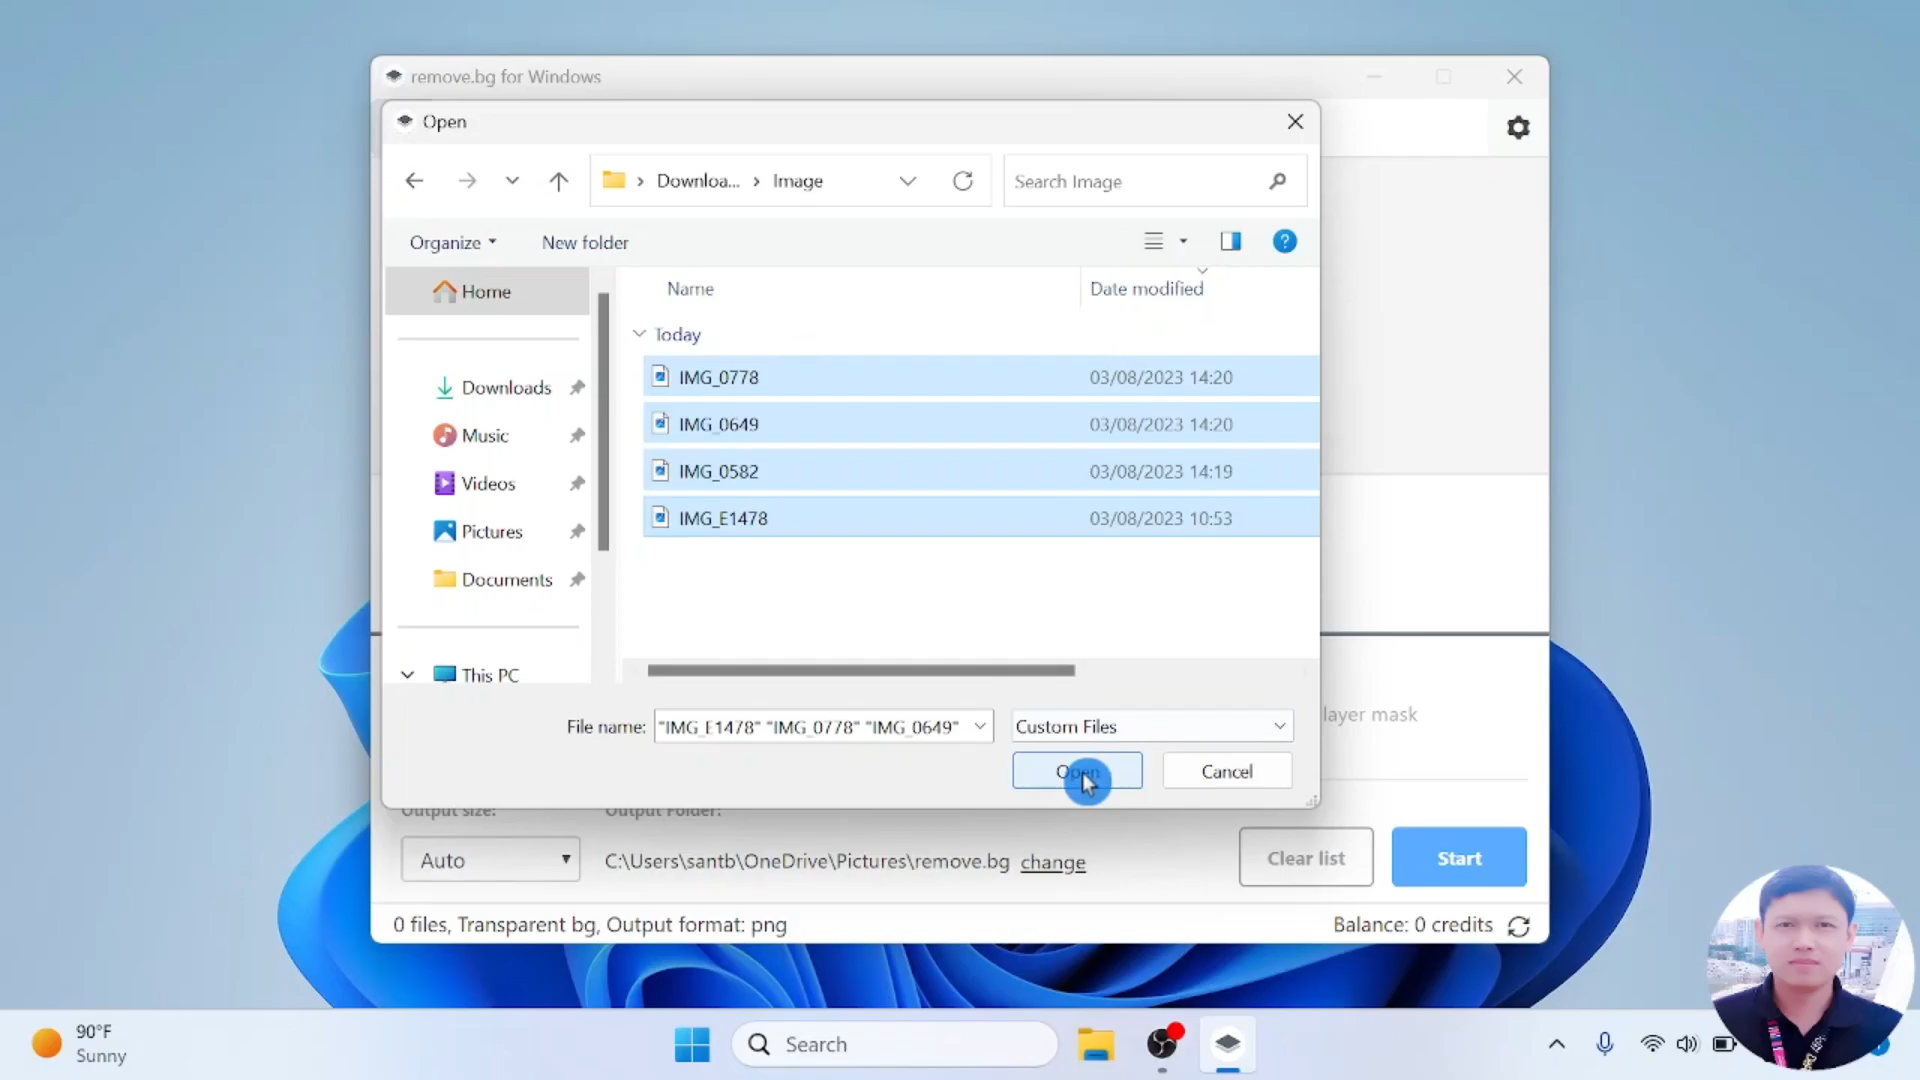 remove.bg for Windows
Open
Downloa... > Image
Search Image
Organize
New folder
Home
Downloads
Music
Videos
Pictures
Documents
This PC
Name
Date modified
Today
IMG_0778 03/08/2023 14:20
IMG_0649 03/08/2023 14:20
IMG_0582 03/08/2023 14:19
IMG_E1478 03/08/2023 10:53
File name: "IMG_E1478" "IMG_0778" "IMG_0649"
Custom Files
Open
Cancel
layer mask
Output size:
Output Folder:
Auto
C:\Users\santb\OneDrive\Pictures\remove.bg change
Clear list
Start
0 files, Transparent bg, Output format: png
Balance: 0 credits
90°F
Sunny
Search